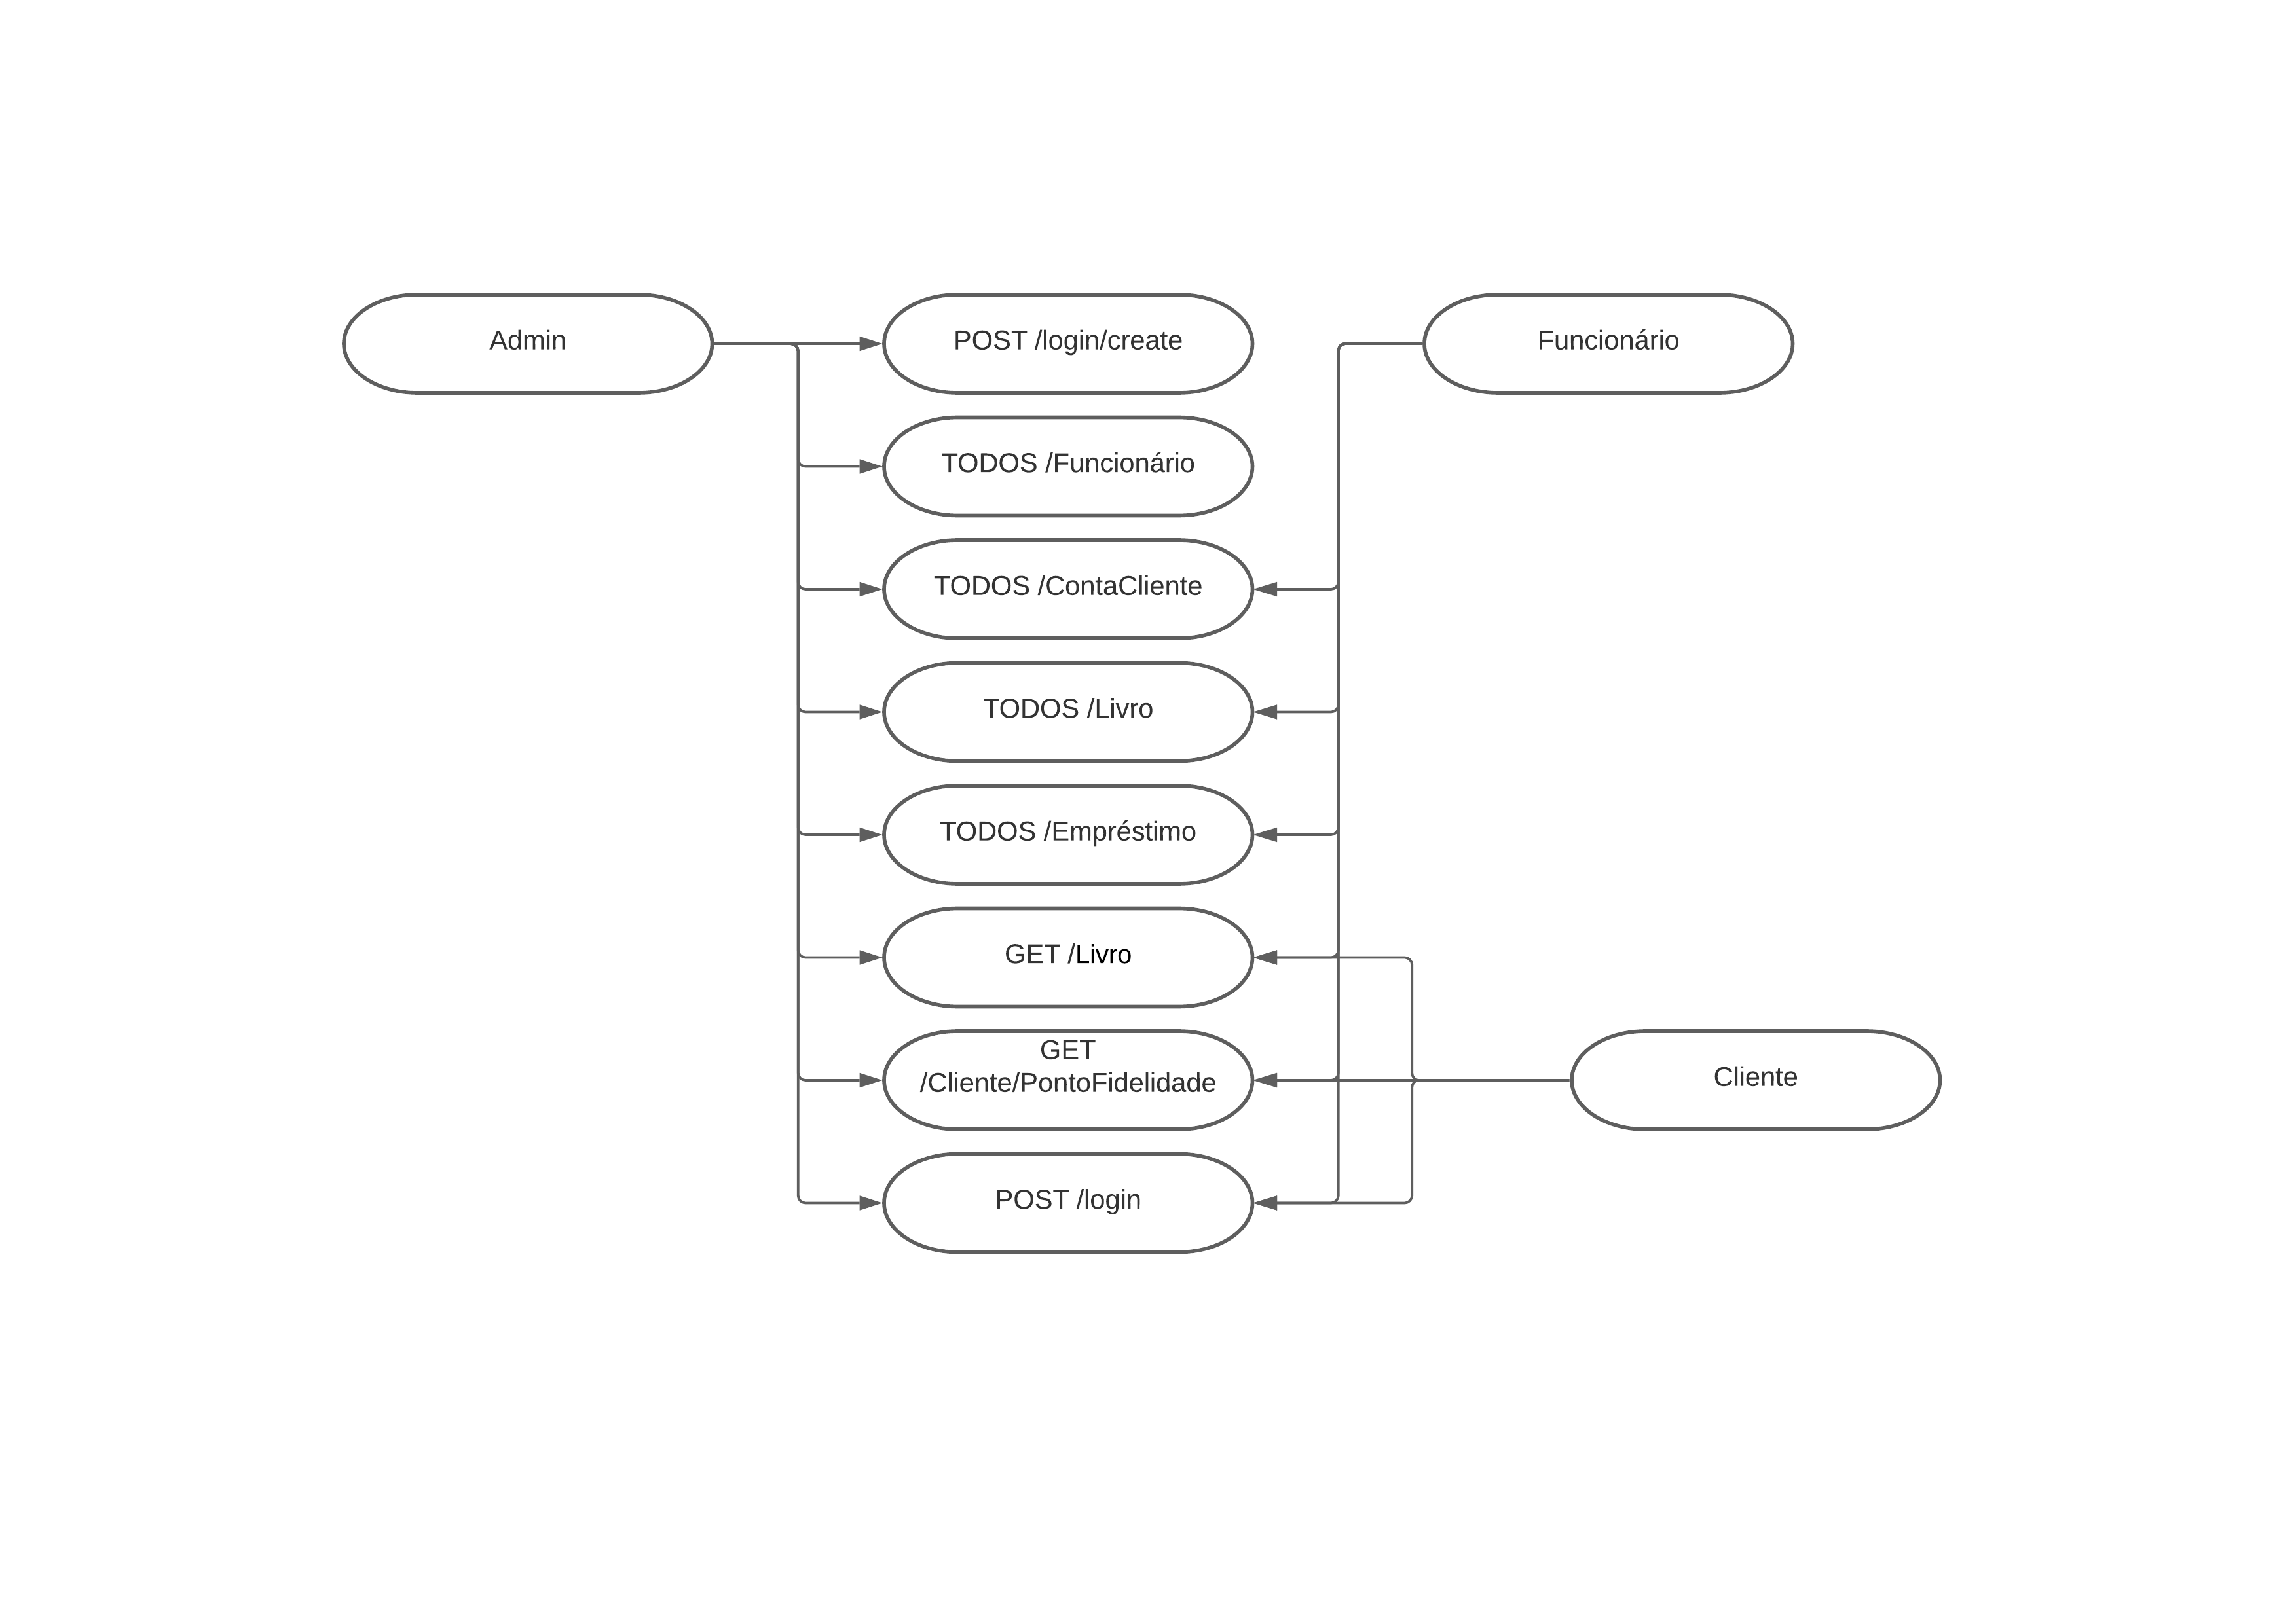 Admin
POST /login/create
Funcionário
TODOS /Funcionário
TODOS /ContaCliente
TODOS /Livro
TODOS /Empréstimo
GET /Livro
GET
/Cliente/PontoFidelidade
Cliente
POST /login